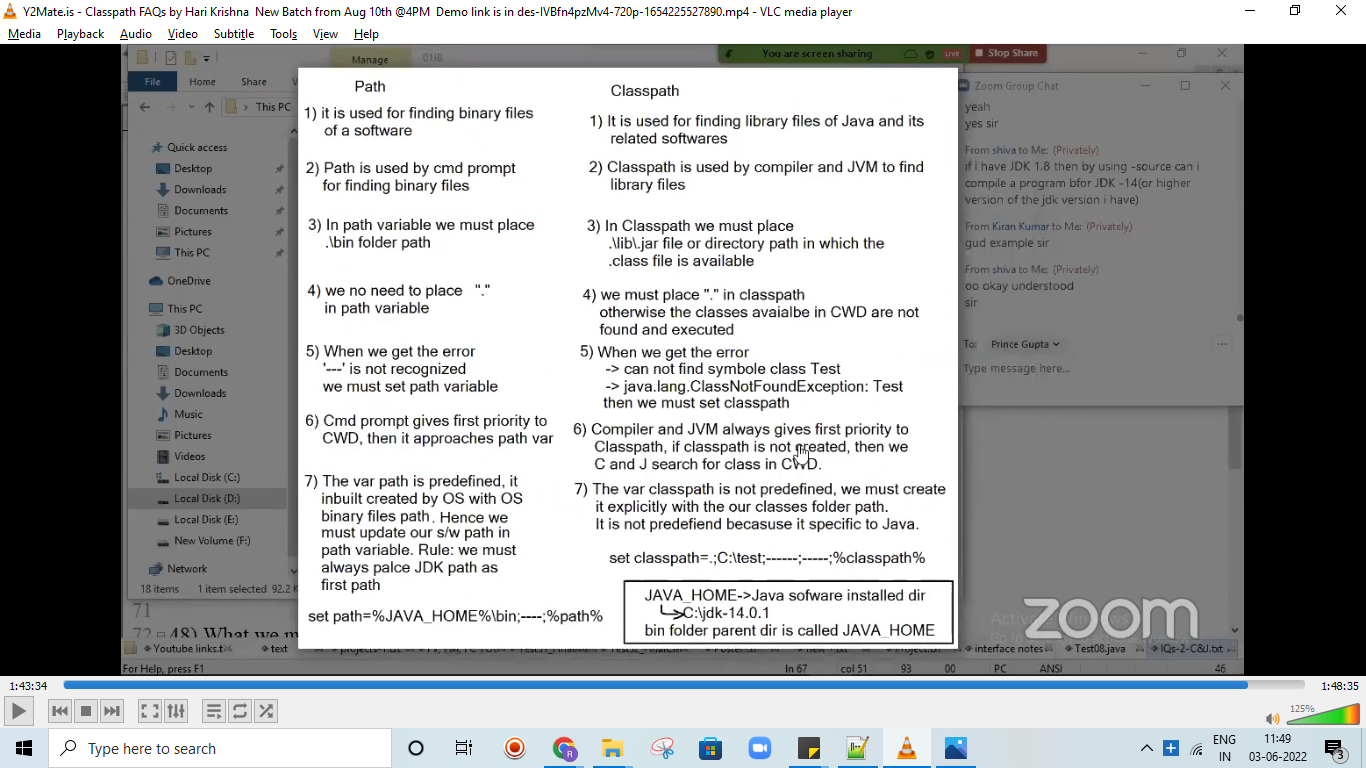 Y2Mate.is - Classpath FAQs by Hari Krishna New Batch from Aug 10th @4PM Demo link is in des-IVBfn4pzMv4-720p-1654225527890.mp4 - VLC media player
Media Playback Audio Video Subtitle Tools View Help
Manage 01JB
You are screen sharing LIVE Stop Share
File Home Share
This PC
Quick access
Desktop
Downloads
Documents
Pictures
This PC
OneDrive
This PC
3D Objects
Desktop
Documents
Downloads
Music
Pictures
Videos
Local Disk (C:)
Local Disk (D:)
Local Disk (E:)
New Volume (F:)
Network
18 items 1 item selected 92.2 K
Path
1) it is used for finding binary files
of a software
2) Path is used by cmd prompt
for finding binary files
3) In path variable we must place
.\bin folder path
4) we no need to place "."
in path variable
5) When we get the error
'---' is not recognized
we must set path variable
6) Cmd prompt gives first priority to
CWD, then it approaches path var
7) The var path is predefined, it
inbuilt created by OS with OS
binary files path. Hence we
must update our s/w path in
path variable. Rule: we must
always palce JDK path as
first path
set path=%JAVA_HOME%\bin;----;%path%
Classpath
1) It is used for finding library files of Java and its
related softwares
2) Classpath is used by compiler and JVM to find
library files
3) In Classpath we must place
.\lib\.jar file or directory path in which the
.class file is available
4) we must place "." in classpath
otherwise the classes avaialbe in CWD are not
found and executed
5) When we get the error
-> can not find symbole class Test
-> java.lang.ClassNotFoundException: Test
then we must set classpath
6) Compiler and JVM always gives first priority to
Classpath, if classpath is not created, then we
C and J search for class in CWD.
7) The var classpath is not predefined, we must create
it explicitly with the our classes folder path.
It is not predefiend becasuse it specific to Java.
set classpath=.;C:\test;------;-----;%classpath%
JAVA_HOME->Java sofware installed dir
C:\jdk-14.0.1
bin folder parent dir is called JAVA_HOME
Zoom Group Chat
yeah
yes sir
From shiva to Me: (Privately)
if i have JDK 1.8 then by using -source can i
compile a program bfor JDK -14(or higher
version of the jdk version i have)
From Kiran Kumar to Me: (Privately)
gud example sir
From shiva to Me: (Privately)
oo okay understood
sir
To: Prince Gupta
Type message here...
zoom
71
72 48) What we m
Youtube links.t text interface notes Test08.java IQs-2-C&J.txt
For Help, press F1 ln 67 col 51 93 00 PC ANSI 46
1:43:34 1:48:35
125%
Type here to search
ENG
IN
11:49
03-06-2022
3